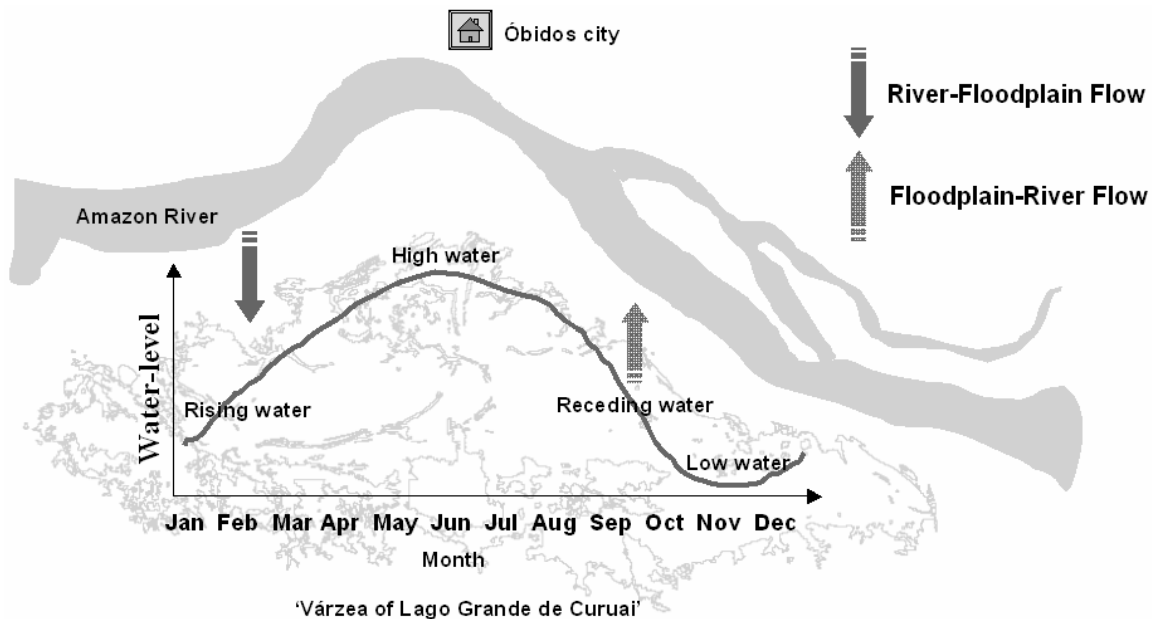 Óbidos city
River-Floodplain Flow
Floodplain-River Flow
Amazon River
High water
Water-level
Rising water
Receding water
Low water
Jan Feb Mar Apr May Jun Jul Aug Sep Oct Nov Dec
Month
‘Várzea of Lago Grande de Curuai’